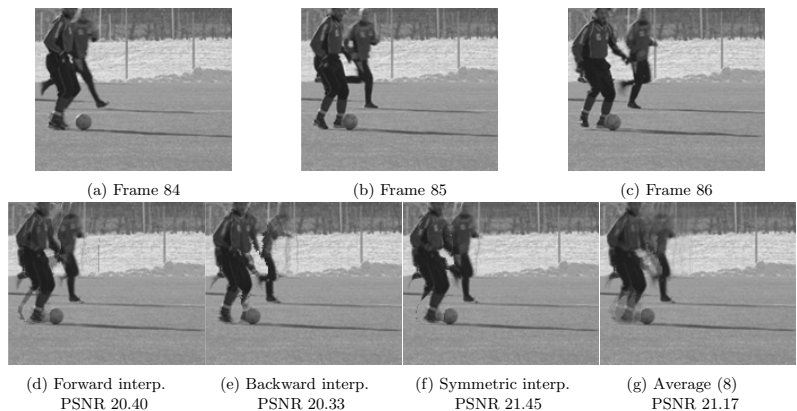 (a) Frame 84
(b) Frame 85
(c) Frame 86
(d) Forward interp.
PSNR 20.40
(e) Backward interp.
PSNR 20.33
(f) Symmetric interp.
PSNR 21.45
(g) Average (8)
PSNR 21.17